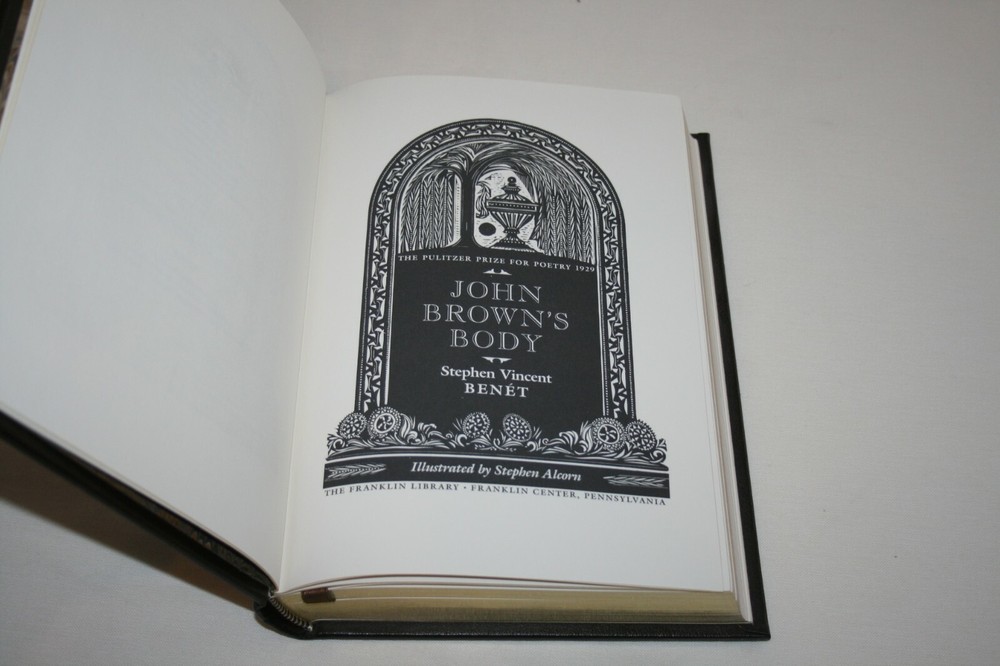 THE PULITZER PRIZE FOR POETRY 1929
JOHN
BROWN'S
BODY
Stephen Vincent
BENÉT
Illustrated by Stephen Alcorn
THE FRANKLIN LIBRARY • FRANKLIN CENTER, PENNSYLVANIA